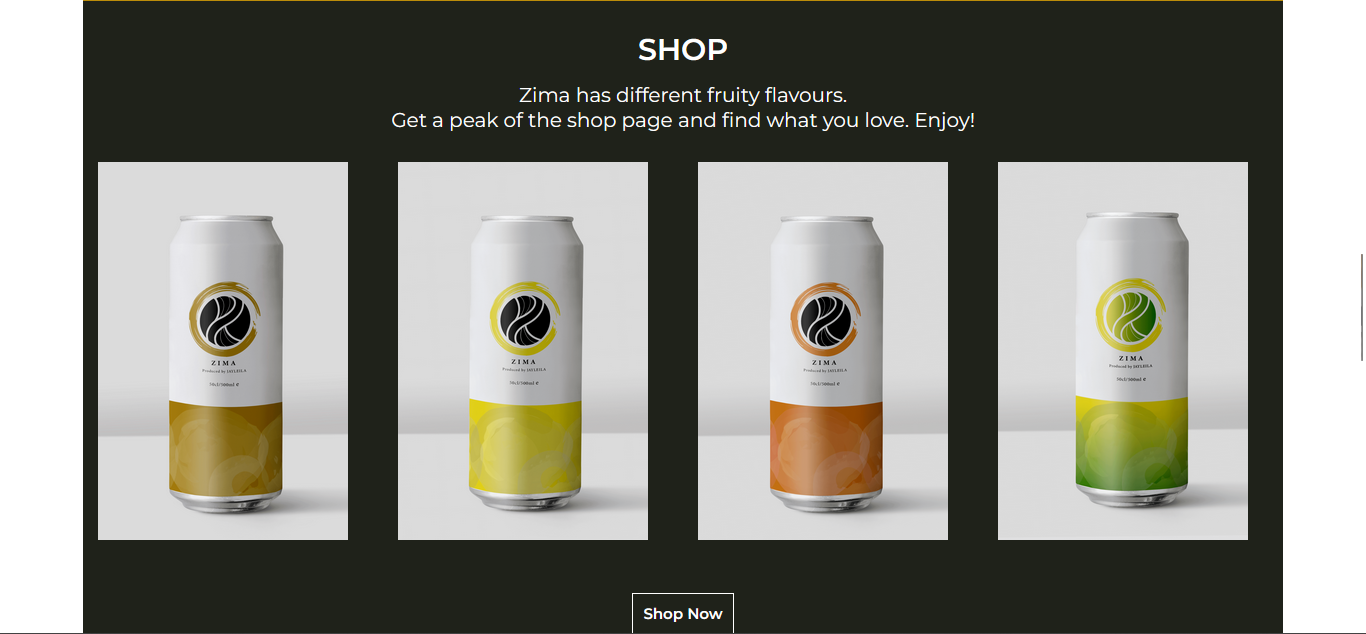 SHOP
Zima has different fruity flavours.
Get a peak of the shop page and find what you love. Enjoy!
ZIMA
Produced by JAYLEILA
50cl/500ml e
ZIMA
Produced by JAYLEILA
50cl/500ml e
ZIMA
Produced by JAYLEILA
50cl/500ml e
ZIMA
Produced by JAYLEILA
50cl/500ml e
Shop Now